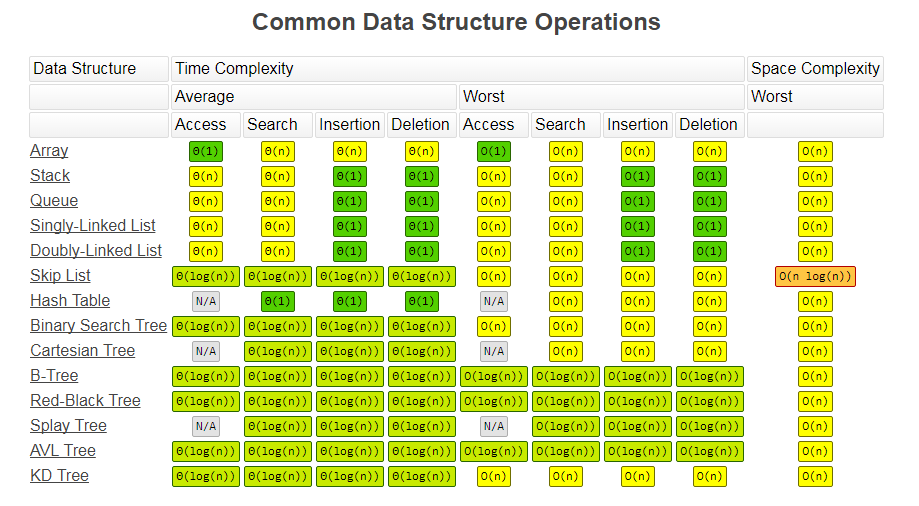 Common Data Structure Operations
Data Structure Time Complexity Space Complexity
Average Worst Worst
Access Search Insertion Deletion Access Search Insertion Deletion
Array Θ(1) Θ(n) Θ(n) Θ(n) O(1) O(n) O(n) O(n) O(n)
Stack Θ(n) Θ(n) Θ(1) Θ(1) O(n) O(n) O(1) O(1) O(n)
Queue Θ(n) Θ(n) Θ(1) Θ(1) O(n) O(n) O(1) O(1) O(n)
Singly-Linked List Θ(n) Θ(n) Θ(1) Θ(1) O(n) O(n) O(1) O(1) O(n)
Doubly-Linked List Θ(n) Θ(n) Θ(1) Θ(1) O(n) O(n) O(1) O(1) O(n)
Skip List Θ(log(n)) Θ(log(n)) Θ(log(n)) Θ(log(n)) O(n) O(n) O(n) O(n) O(n log(n))
Hash Table N/A Θ(1) Θ(1) Θ(1) N/A O(n) O(n) O(n) O(n)
Binary Search Tree Θ(log(n)) Θ(log(n)) Θ(log(n)) Θ(log(n)) O(n) O(n) O(n) O(n) O(n)
Cartesian Tree N/A Θ(log(n)) Θ(log(n)) Θ(log(n)) N/A O(n) O(n) O(n) O(n)
B-Tree Θ(log(n)) Θ(log(n)) Θ(log(n)) Θ(log(n)) O(log(n)) O(log(n)) O(log(n)) O(log(n)) O(n)
Red-Black Tree Θ(log(n)) Θ(log(n)) Θ(log(n)) Θ(log(n)) O(log(n)) O(log(n)) O(log(n)) O(log(n)) O(n)
Splay Tree N/A Θ(log(n)) Θ(log(n)) Θ(log(n)) N/A O(log(n)) O(log(n)) O(log(n)) O(n)
AVL Tree Θ(log(n)) Θ(log(n)) Θ(log(n)) Θ(log(n)) O(log(n)) O(log(n)) O(log(n)) O(log(n)) O(n)
KD Tree Θ(log(n)) Θ(log(n)) Θ(log(n)) Θ(log(n)) O(n) O(n) O(n) O(n) O(n)